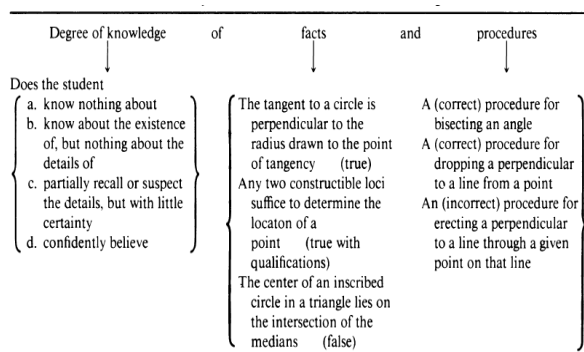 Degree of knowledge of facts and procedures
Does the student
a. know nothing about
b. know about the existence
of, but nothing about the
details of
c. partially recall or suspect
the details, but with little
certainty
d. confidently believe
The tangent to a circle is
perpendicular to the
radius drawn to the point
of tangency (true)
Any two constructible loci
suffice to determine the
locaton of a
point (true with
qualifications)
The center of an inscribed
circle in a triangle lies on
the intersection of the
medians (false)
A (correct) procedure for
bisecting an angle
A (correct) procedure for
dropping a perpendicular
to a line from a point
An (incorrect) procedure for
erecting a perpendicular
to a line through a given
point on that line